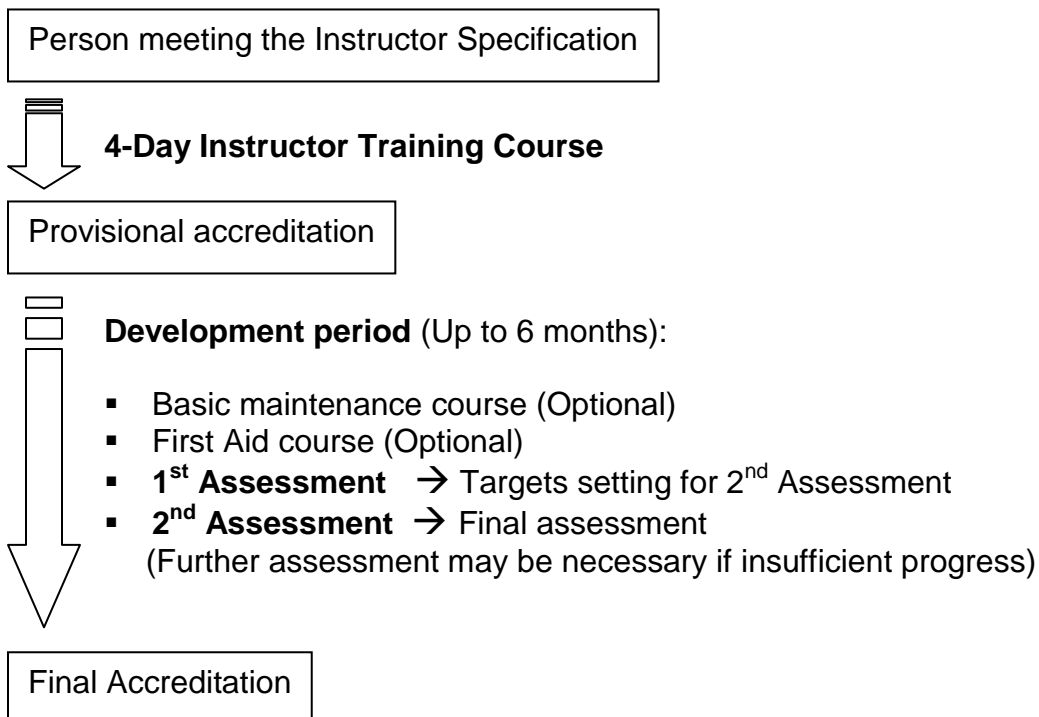 Person meeting the Instructor Specification
4-Day Instructor Training Course
Provisional accreditation
Development period (Up to 6 months):
▪ Basic maintenance course (Optional)
▪ First Aid course (Optional)
▪ 1st Assessment → Targets setting for 2nd Assessment
▪ 2nd Assessment → Final assessment
(Further assessment may be necessary if insufficient progress)
Final Accreditation